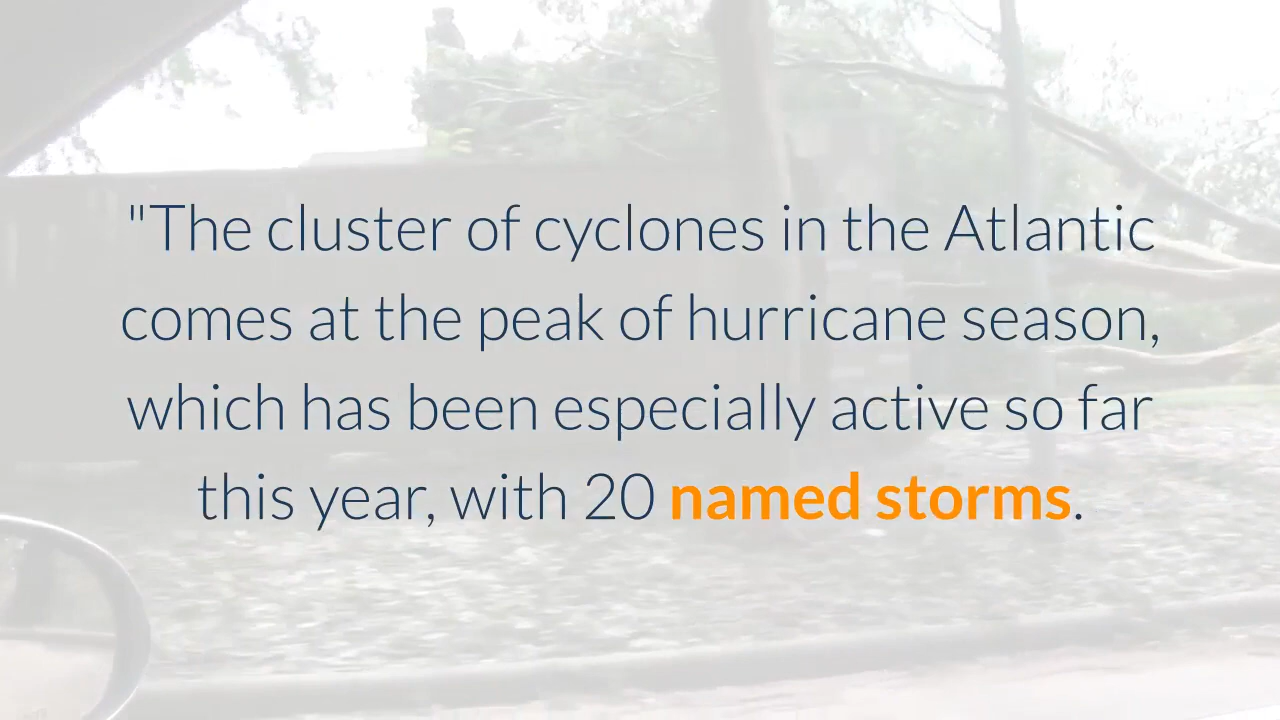 "The cluster of cyclones in the Atlantic
comes at the peak of hurricane season,
which has been especially active so far
this year, with 20 named storms.